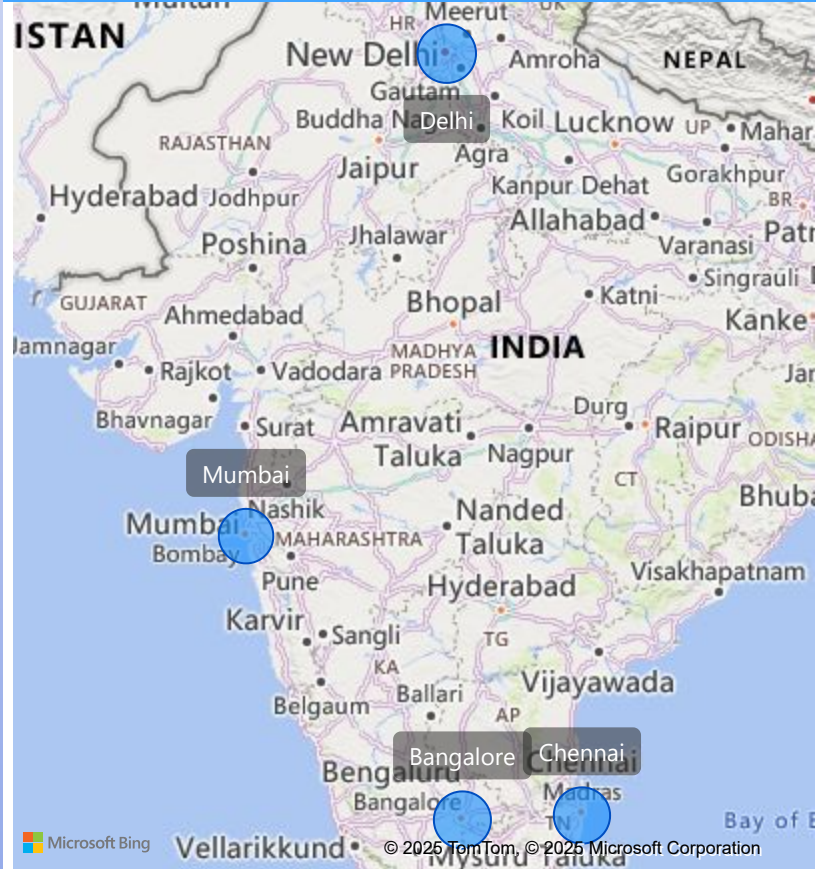 Multan
HR
Meerut
UK
ISTAN
New Delhi
Amroha
NEPAL
Gautam
Buddha Na
Delhi
Koil
Lucknow
UP
Mahar
RAJASTHAN
Jaipur
Agra
Kanpur Dehat
Gorakhpur
Hyderabad
Jodhpur
BR
Allahabad
Poshina
Jhalawar
Varanasi
Patn
Singrauli
GUJARAT
Ahmedabad
Bhopal
Katni
Kanke
Jamnagar
INDIA
MADHYA
PRADESH
Rajkot
Vadodara
Bhavnagar
Surat
Amravati
Taluka
Durg
Raipur
ODISHA
Nagpur
Mumbai
CT
Nashik
Nanded
Taluka
Bhuba
Mumbai
Bombay
MAHARASHTRA
Pune
Hyderabad
Visakhapatnam
Karvir
Sangli
TG
KA
Vijayawada
Belgaum
Ballari
AP
Bangalore
Chennai
Chennai
Bengaluru
Bangalore
Madras
TN
Bay of B
Microsoft Bing
Vellarikkund
© 2025 TomTom, © 2025 Microsoft Corporation
Mysuru Taluka